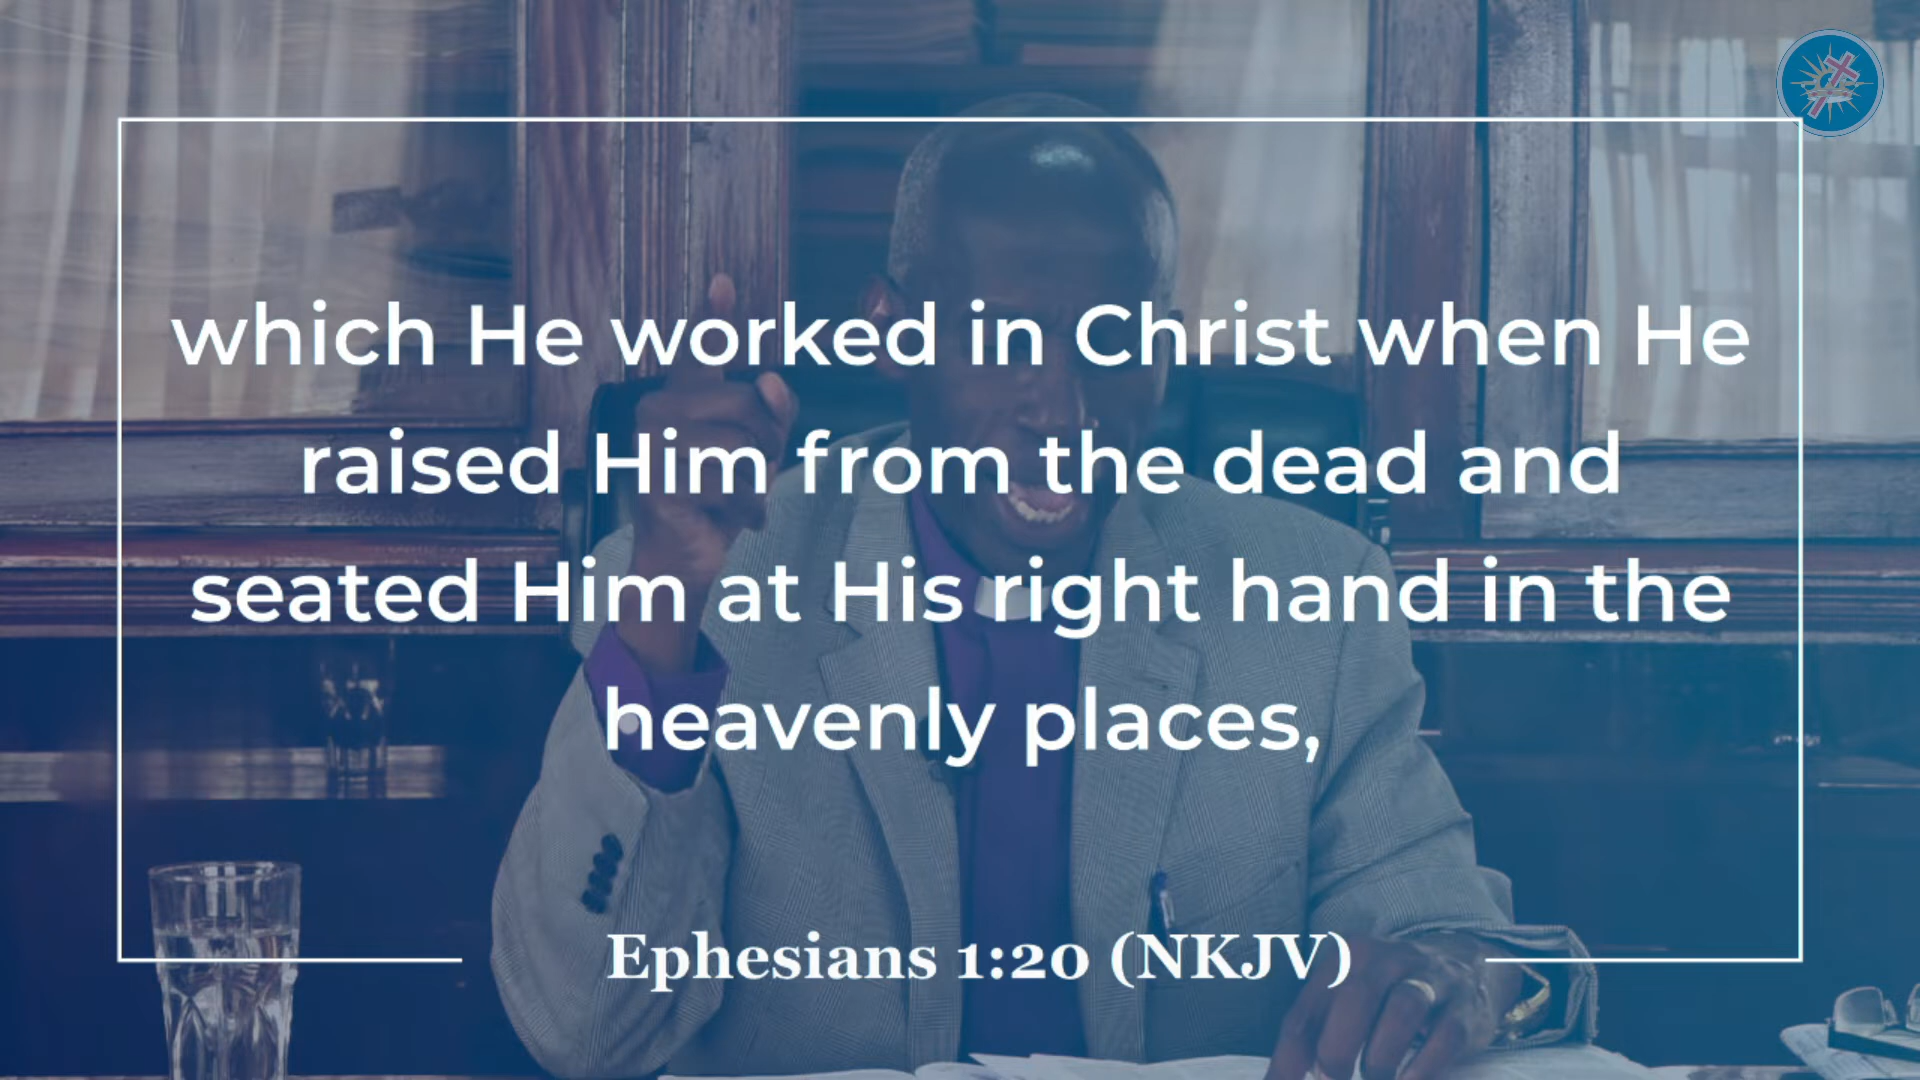 which He worked in Christ when He
raised Him from the dead and
seated Him at His right hand in the
heavenly places,
Ephesians 1:20 (NKJV)